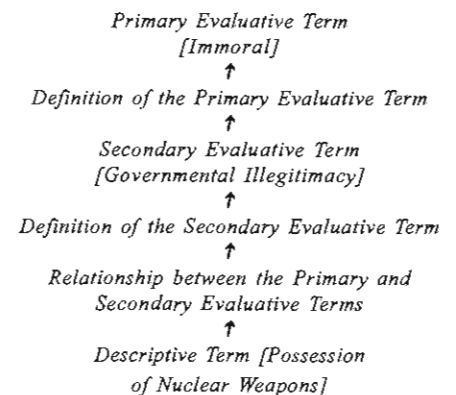 Primary Evaluative Term
[Immoral]
↑
Definition of the Primary Evaluative Term
↑
Secondary Evaluative Term
[Governmental Illegitimacy]
↑
Definition of the Secondary Evaluative Term
↑
Relationship between the Primary and
Secondary Evaluative Terms
↑
Descriptive Term [Possession
of Nuclear Weapons]